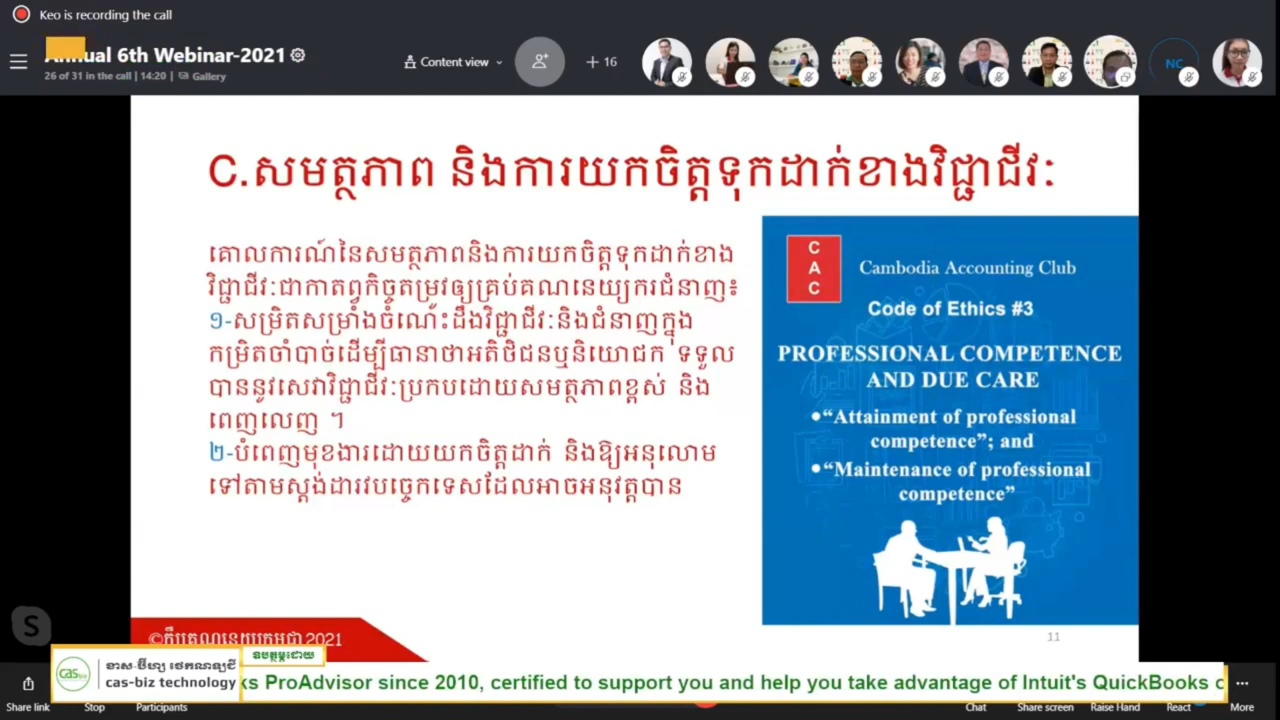 Keo is recording the call
Annual 6th Webinar-2021
26 of 31 in the call | 14:20 | Gallery
Content view
16
NC
C.សមត្ថភាព និងការយកចិត្តទុកដាក់ខាងវិជ្ជាជីវៈ
គោលការណ៍នៃសមត្ថភាពនិងការយកចិត្តទុកដាក់ខាង
វិជ្ជាជីវៈជាកាតព្វកិច្ចតម្រូវឲ្យគ្រប់គណនេយ្យករជំនាញ៖
១-សម្រិតសម្រាំងចំណេះដឹងវិជ្ជាជីវៈនិងជំនាញក្នុង
កម្រិតចាំបាច់ដើម្បីធានាថាអតិថិជនឬនិយោជក ទទួល
បាននូវសេវាវិជ្ជាជីវៈប្រកបដោយសមត្ថភាពខ្ពស់ និង
ពេញលេញ ។
២-បំពេញមុខងារដោយយកចិត្តដាក់ និងឱ្យអនុលោម
ទៅតាមស្តង់ដារវបច្ចេកទេសដែលអាចអនុវត្តបាន
C
A
C
Cambodia Accounting Club
Code of Ethics #3
PROFESSIONAL COMPETENCE
AND DUE CARE
•“Attainment of professional
competence”; and
•“Maintenance of professional
competence”
©ក្លឹបគណនេយ្យកម្ពុជា 2021
11
S
ឧបត្ថម្ភដោយ
cas biz
ខាស-ប៊ីហ្ស ថេកណឡូជី
cas-biz technology
ks ProAdvisor since 2010, certified to support you and help you take advantage of Intuit's QuickBooks
Share link
Stop
Participants
Chat
Share screen
Raise Hand
React
More